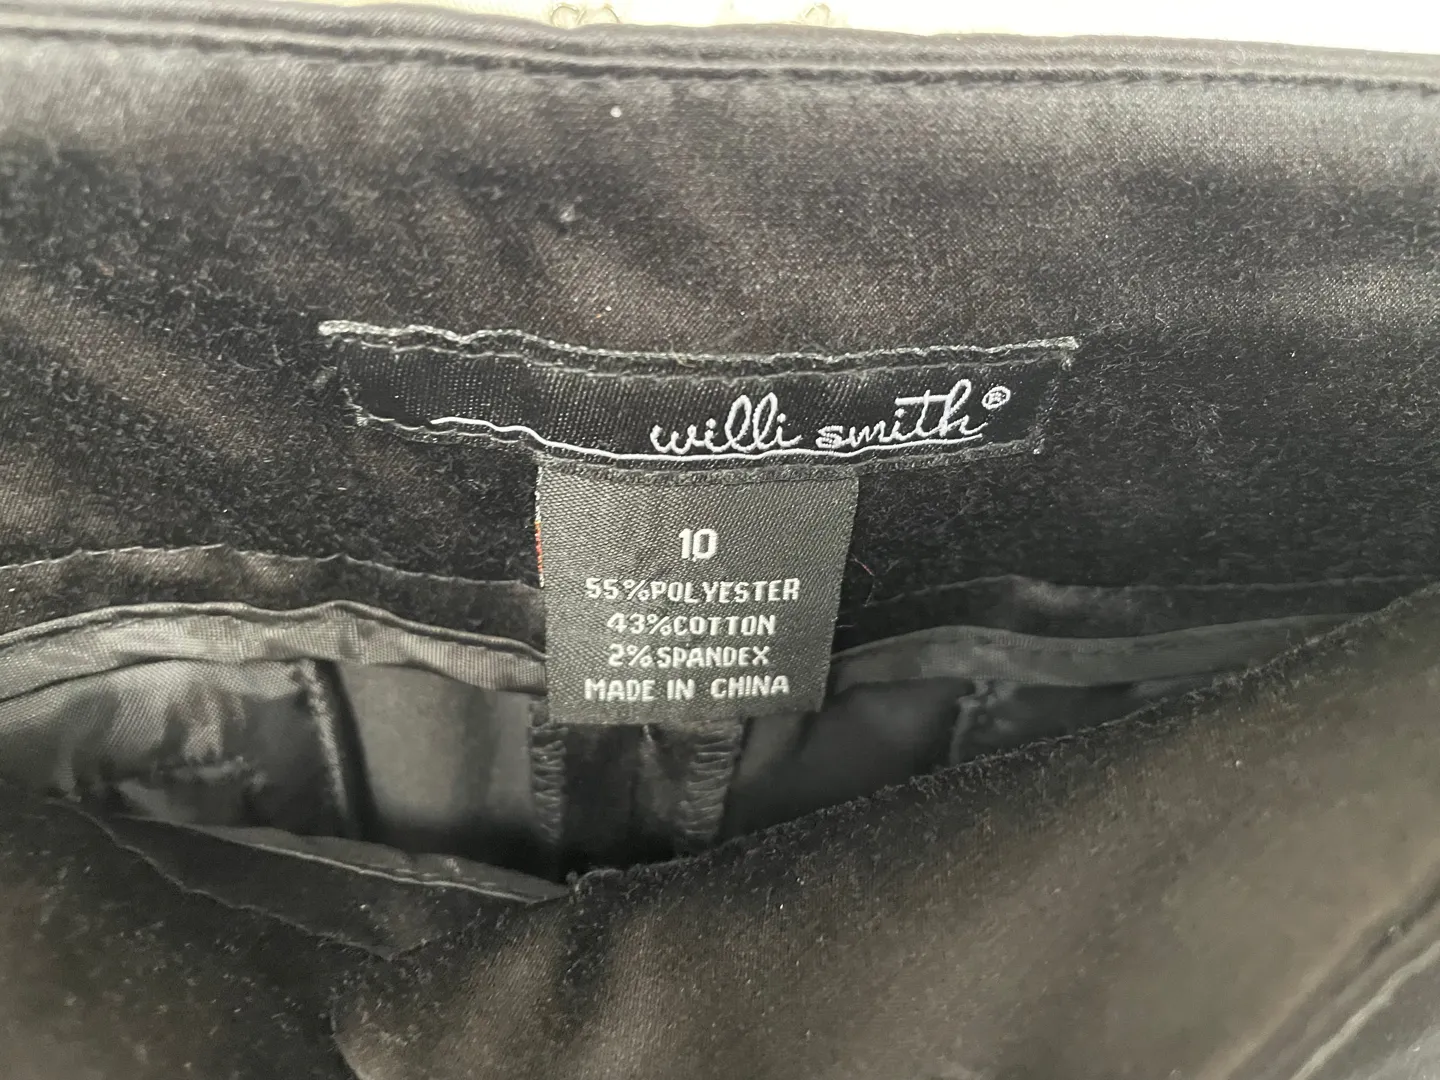 willi smith®
10
55%POLYESTER
43%COTTON
2%SPANDEX
MADE IN CHINA